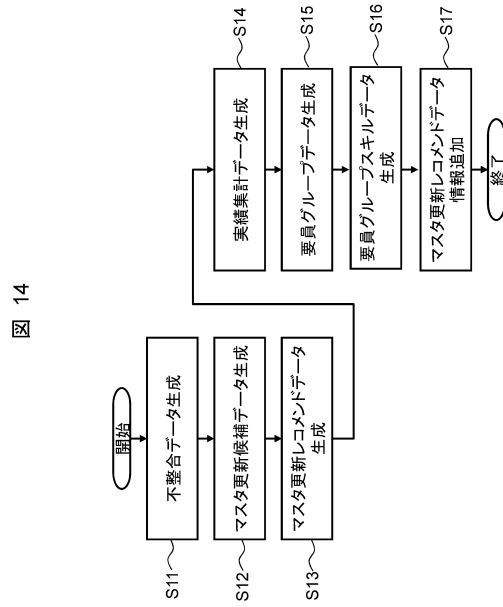 図 14
開始
不整合データ生成
S11
マスタ更新候補データ生成
S12
マスタ更新レコメンドデータ
生成
S13
実績集計データ生成
S14
要員グループデータ生成
S15
要員グループスキルデータ
生成
S16
マスタ更新レコメンドデータ
情報追加
S17
終了